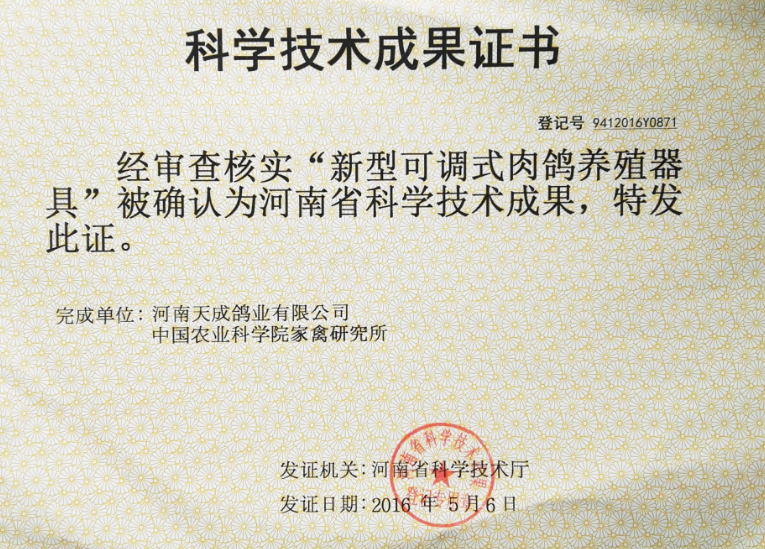 科学技术成果证书
登记号 9412016Y0871
经审查核实“新型可调式肉鸽养殖器
具”被确认为河南省科学技术成果，特发
此证。
完成单位：河南天成鸽业有限公司
中国农业科学院家禽研究所
发证机关：河南省科学技术厅
发证日期：2016 年 5 月 6 日